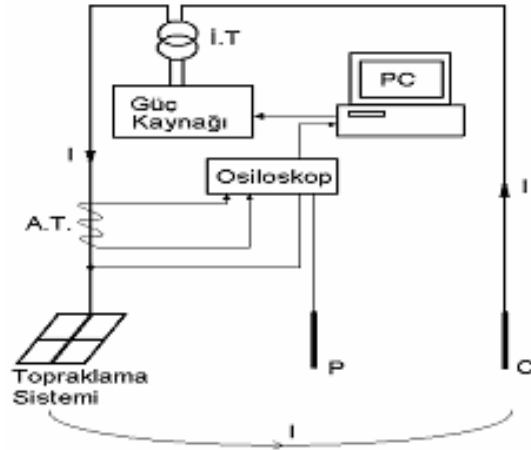 İ.T
PC
Güç
Kaynağı
I
I
Osiloskop
A.T.
P
C
Topraklama
Sistemi
I